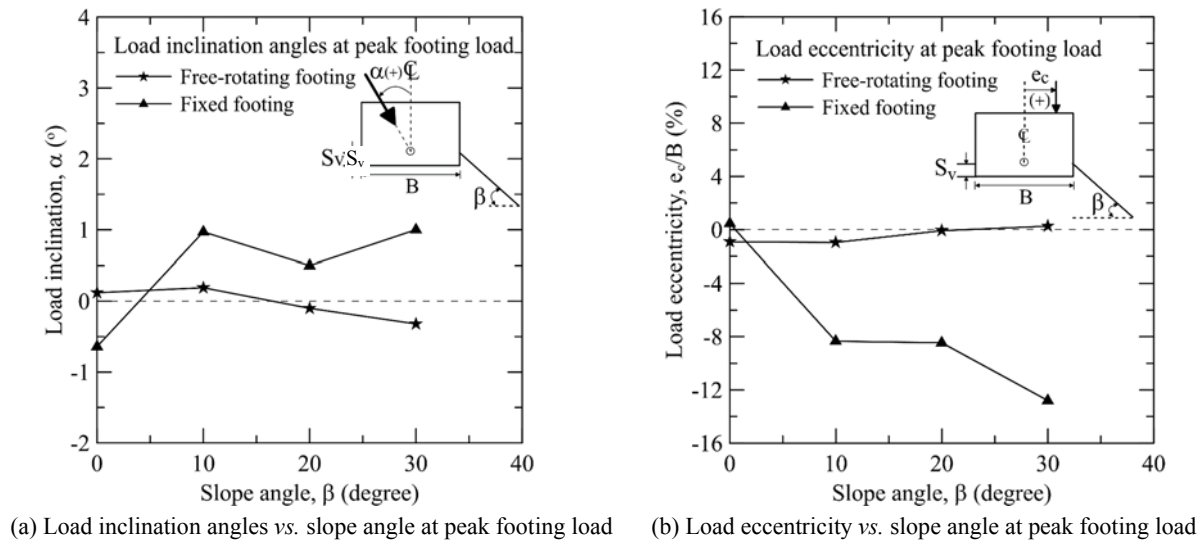 4
3
2
1
0
-1
-2
Load inclination, α (°)
Load inclination angles at peak footing load
Free-rotating footing
Fixed footing
α(+) ℄
Sv Sᵥ
B
β
0 10 20 30 40
Slope angle, β (degree)
(a) Load inclination angles vs. slope angle at peak footing load
16
12
8
4
0
-4
-8
-12
-16
Load eccentricity, e꜀/B (%)
Load eccentricity at peak footing load
Free-rotating footing
Fixed footing
e꜀
(+)
℄
Sᵥ
B
β
0 10 20 30 40
Slope angle, β (degree)
(b) Load eccentricity vs. slope angle at peak footing load